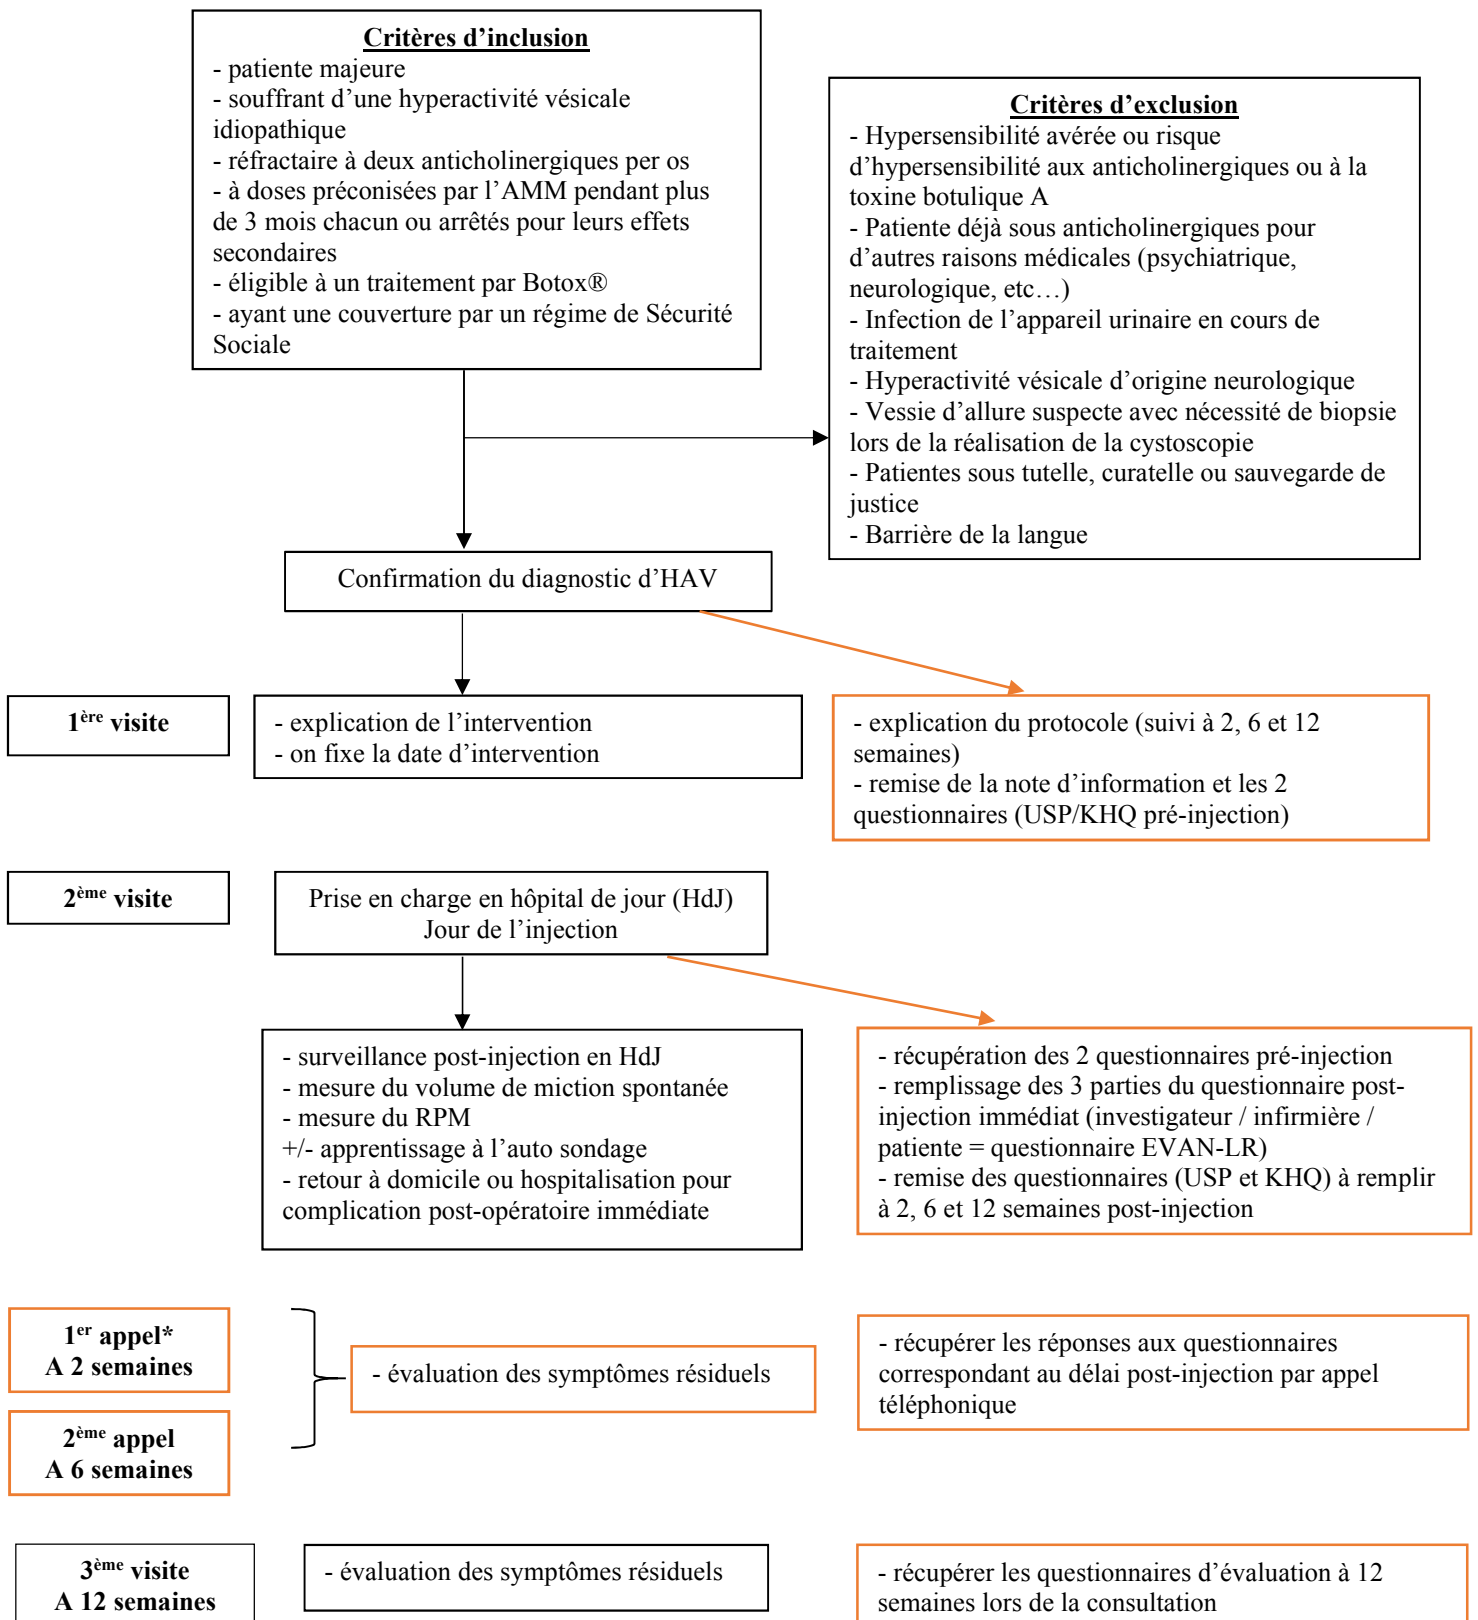 Critères d’inclusion
- patiente majeure
- souffrant d’une hyperactivité vésicale
idiopathique
- réfractaire à deux anticholinergiques per os
- à doses préconisées par l’AMM pendant plus
de 3 mois chacun ou arrêtés pour leurs effets
secondaires
- éligible à un traitement par Botox®
- ayant une couverture par un régime de Sécurité
Sociale
Critères d’exclusion
- Hypersensibilité avérée ou risque
d’hypersensibilité aux anticholinergiques ou à la
toxine botulique A
- Patiente déjà sous anticholinergiques pour
d’autres raisons médicales (psychiatrique,
neurologique, etc…)
- Infection de l’appareil urinaire en cours de
traitement
- Hyperactivité vésicale d’origine neurologique
- Vessie d’allure suspecte avec nécessité de biopsie
lors de la réalisation de la cystoscopie
- Patientes sous tutelle, curatelle ou sauvegarde de
justice
- Barrière de la langue
Confirmation du diagnostic d’HAV
1ère visite
- explication de l’intervention
- on fixe la date d’intervention
- explication du protocole (suivi à 2, 6 et 12
semaines)
- remise de la note d’information et les 2
questionnaires (USP/KHQ pré-injection)
2ème visite
Prise en charge en hôpital de jour (HdJ)
Jour de l’injection
- surveillance post-injection en HdJ
- mesure du volume de miction spontanée
- mesure du RPM
+/- apprentissage à l’auto sondage
- retour à domicile ou hospitalisation pour
complication post-opératoire immédiate
- récupération des 2 questionnaires pré-injection
- remplissage des 3 parties du questionnaire post-
injection immédiat (investigateur / infirmière /
patiente = questionnaire EVAN-LR)
- remise des questionnaires (USP et KHQ) à remplir
à 2, 6 et 12 semaines post-injection
1er appel*
A 2 semaines
2ème appel
A 6 semaines
- évaluation des symptômes résiduels
- récupérer les réponses aux questionnaires
correspondant au délai post-injection par appel
téléphonique
3ème visite
A 12 semaines
- évaluation des symptômes résiduels
- récupérer les questionnaires d’évaluation à 12
semaines lors de la consultation